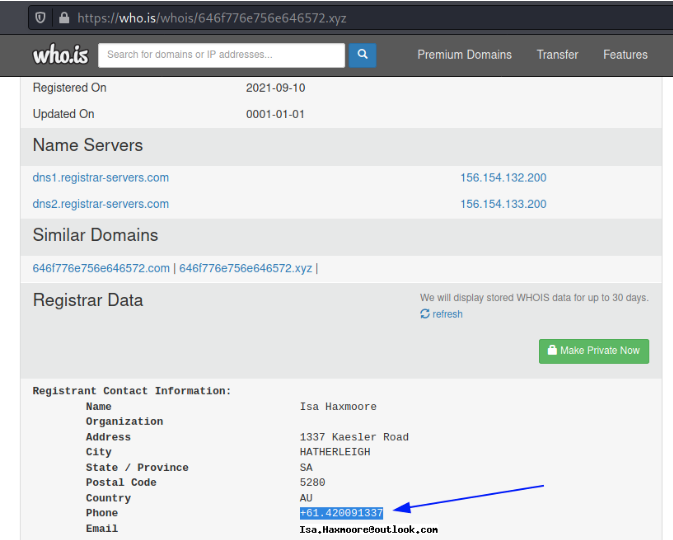 https://who.is/whois/646f776e756e646572.xyz
who.is Search for domains or IP addresses... Premium Domains Transfer Features
Registered On 2021-09-10
Updated On 0001-01-01
Name Servers
dns1.registrar-servers.com 156.154.132.200
dns2.registrar-servers.com 156.154.133.200
Similar Domains
646f776e756e646572.com | 646f776e756e646572.xyz |
Registrar Data We will display stored WHOIS data for up to 30 days.
refresh
Make Private Now
Registrant Contact Information:
Name Isa Haxmoore
Organization
Address 1337 Kaesler Road
City HATHERLEIGH
State / Province SA
Postal Code 5280
Country AU
Phone +61.420091337
Email Isa.Haxmoore@outlook.com